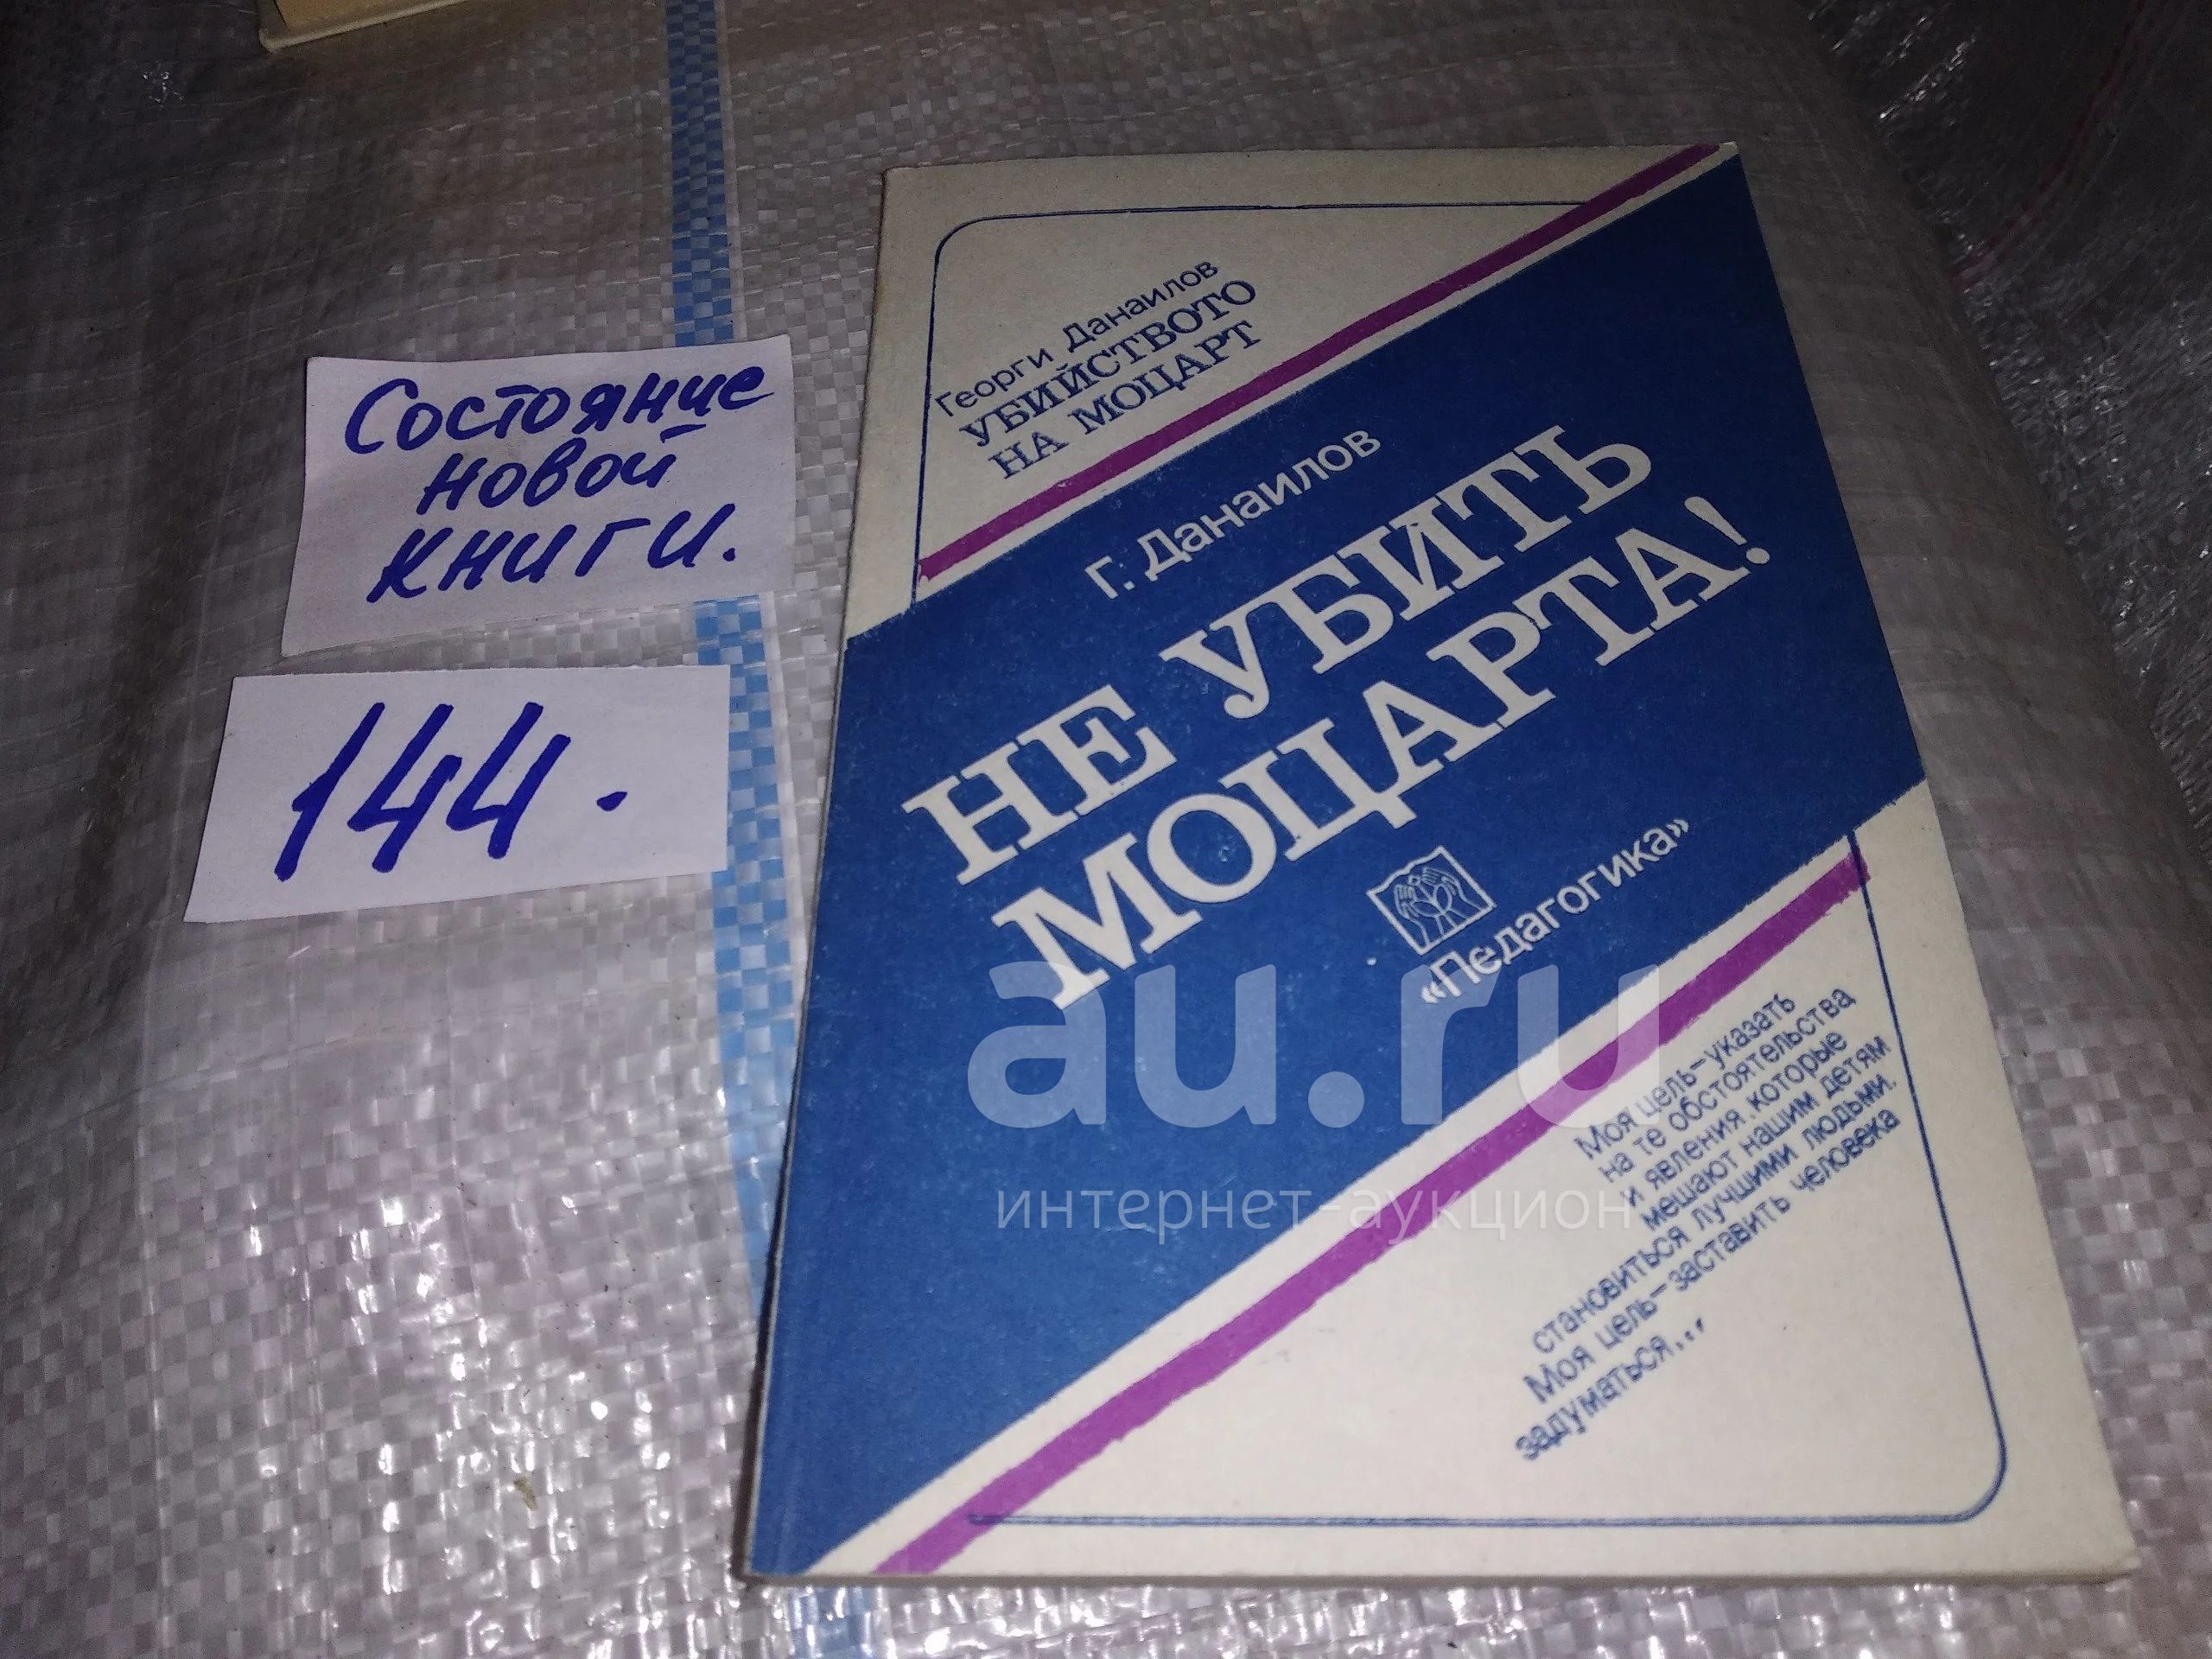 Состояние
новой
книги.
144.
Георги Данаилов
УБИЙСТВОТО
НА МОЦАРТ
Г. Данаилов
НЕ УБИТЬ
МОЦАРТА!
«Педагогика»
au.ru
интернет-аукцион
Моя цель-указать
на те обстоятельства
и явления, которые
мешают нашим детям
становиться лучшими людьми.
Моя цель-заставить человека
задуматься...